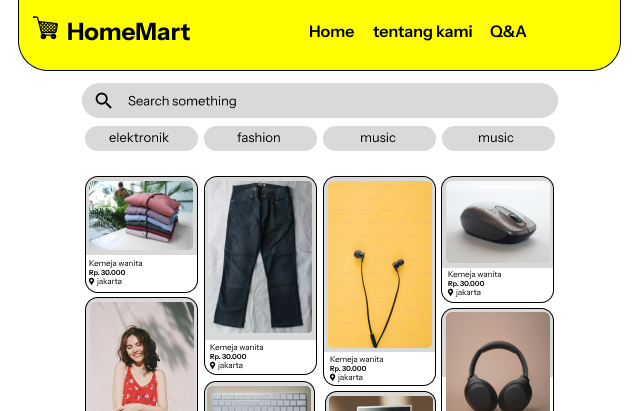 HomeMart
Home tentang kami Q&A
Search something
elektronik fashion music music
Kemeja wanita
Rp. 30.000
jakarta
Kemeja wanita
Rp. 30.000
jakarta
Kemeja wanita
Rp. 30.000
jakarta
Kemeja wanita
Rp. 30.000
jakarta